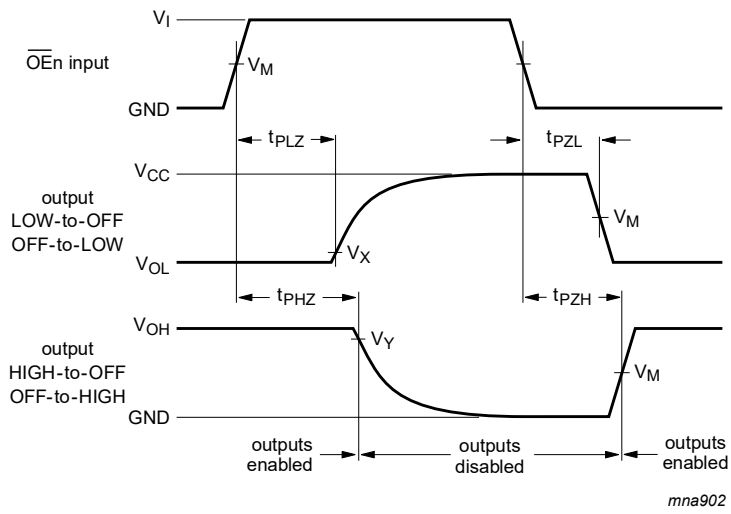 V_I
OEn input
V_M
GND
t_PLZ
t_PZL
V_CC
output
LOW-to-OFF
OFF-to-LOW
V_M
V_X
V_OL
t_PHZ
t_PZH
V_OH
V_Y
output
HIGH-to-OFF
OFF-to-HIGH
V_M
GND
outputs
enabled
outputs
disabled
outputs
enabled
mna902